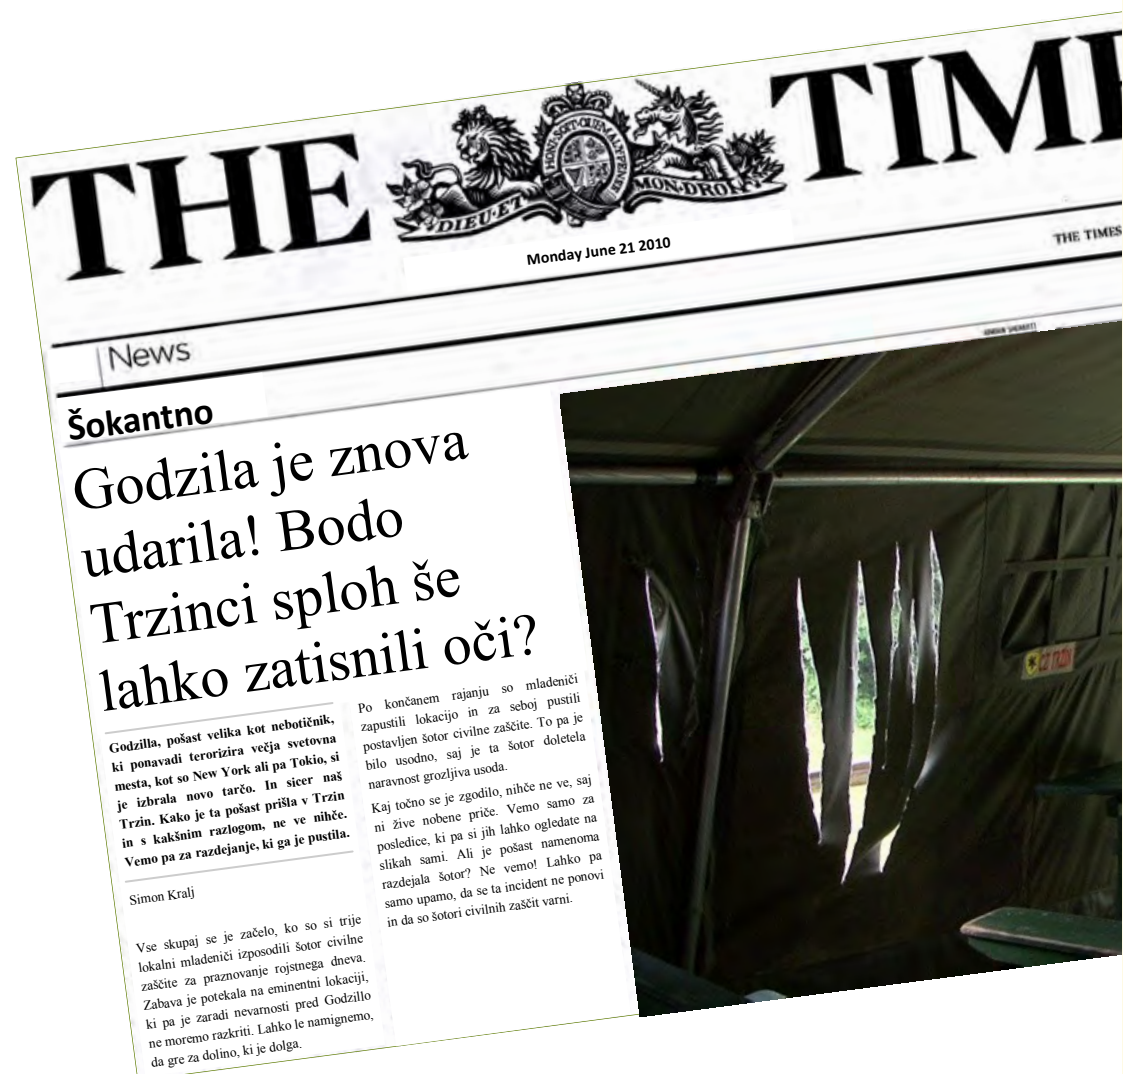 THE TIME
HONI·SOIT·QUI·MAL·Y·PENSE
DIEU·ET MON·DROIT
Monday June 21 2010
THE TIMES
News
Šokantno
Godzila je znova
udarila! Bodo
Trzinci sploh še
lahko zatisnili oči?
Godzilla, pošast velika kot nebotičnik,
ki ponavadi terorizira večja svetovna
mesta, kot so New York ali pa Tokio, si
je izbrala novo tarčo. In sicer naš
Trzin. Kako je ta pošast prišla v Trzin
in s kakšnim razlogom, ne ve nihče.
Vemo pa za razdejanje, ki ga je pustila.
Simon Kralj
Vse skupaj se je začelo, ko so si trije
lokalni mladeniči izposodili šotor civilne
zaščite za praznovanje rojstnega dneva.
Zabava je potekala na eminentni lokaciji,
ki pa je zaradi nevarnosti pred Godzillo
ne moremo razkriti. Lahko le namignemo,
da gre za dolino, ki je dolga.
Po končanem rajanju so mladeniči
zapustili lokacijo in za seboj pustili
postavljen šotor civilne zaščite. To pa je
bilo usodno, saj je ta šotor doletela
naravnost grozljiva usoda.
Kaj točno se je zgodilo, nihče ne ve, saj
ni žive nobene priče. Vemo samo za
posledice, ki pa si jih lahko ogledate na
slikah sami. Ali je pošast namenoma
razdejala šotor? Ne vemo! Lahko pa
samo upamo, da se ta incident ne ponovi
in da so šotori civilnih zaščit varni.
CZ TRZIN